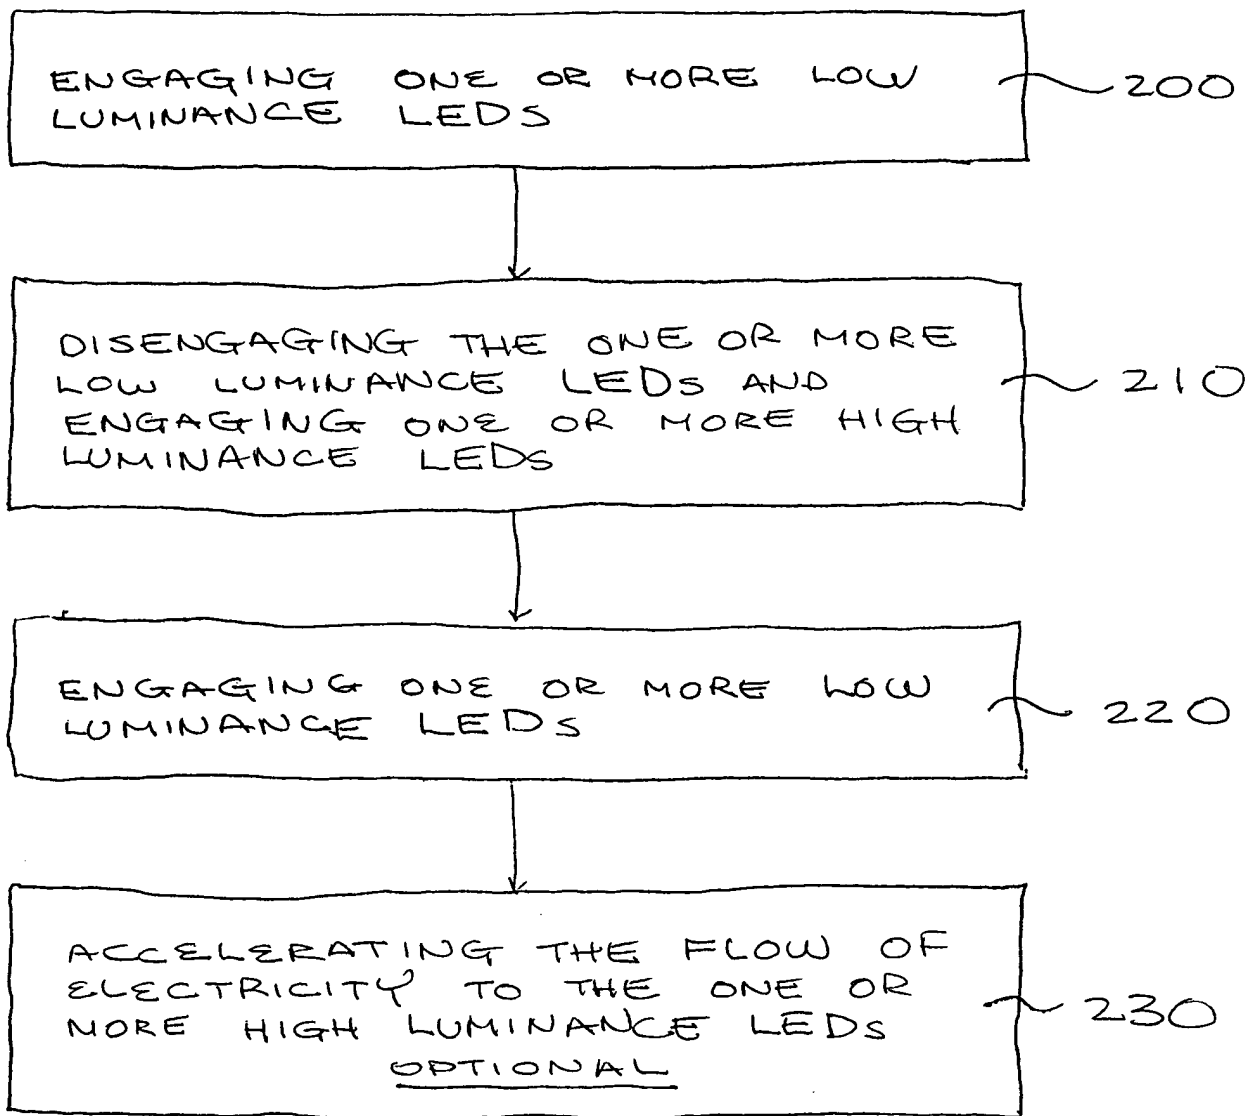 ENGAGING ONE OR MORE LOW
LUMINANCE LEDS
200
DISENGAGING THE ONE OR MORE
LOW LUMINANCE LEDS AND
ENGAGING ONE OR MORE HIGH
LUMINANCE LEDS
210
ENGAGING ONE OR MORE LOW
LUMINANCE LEDS
220
ACCELERATING THE FLOW OF
ELECTRICITY TO THE ONE OR
MORE HIGH LUMINANCE LEDS
OPTIONAL
230